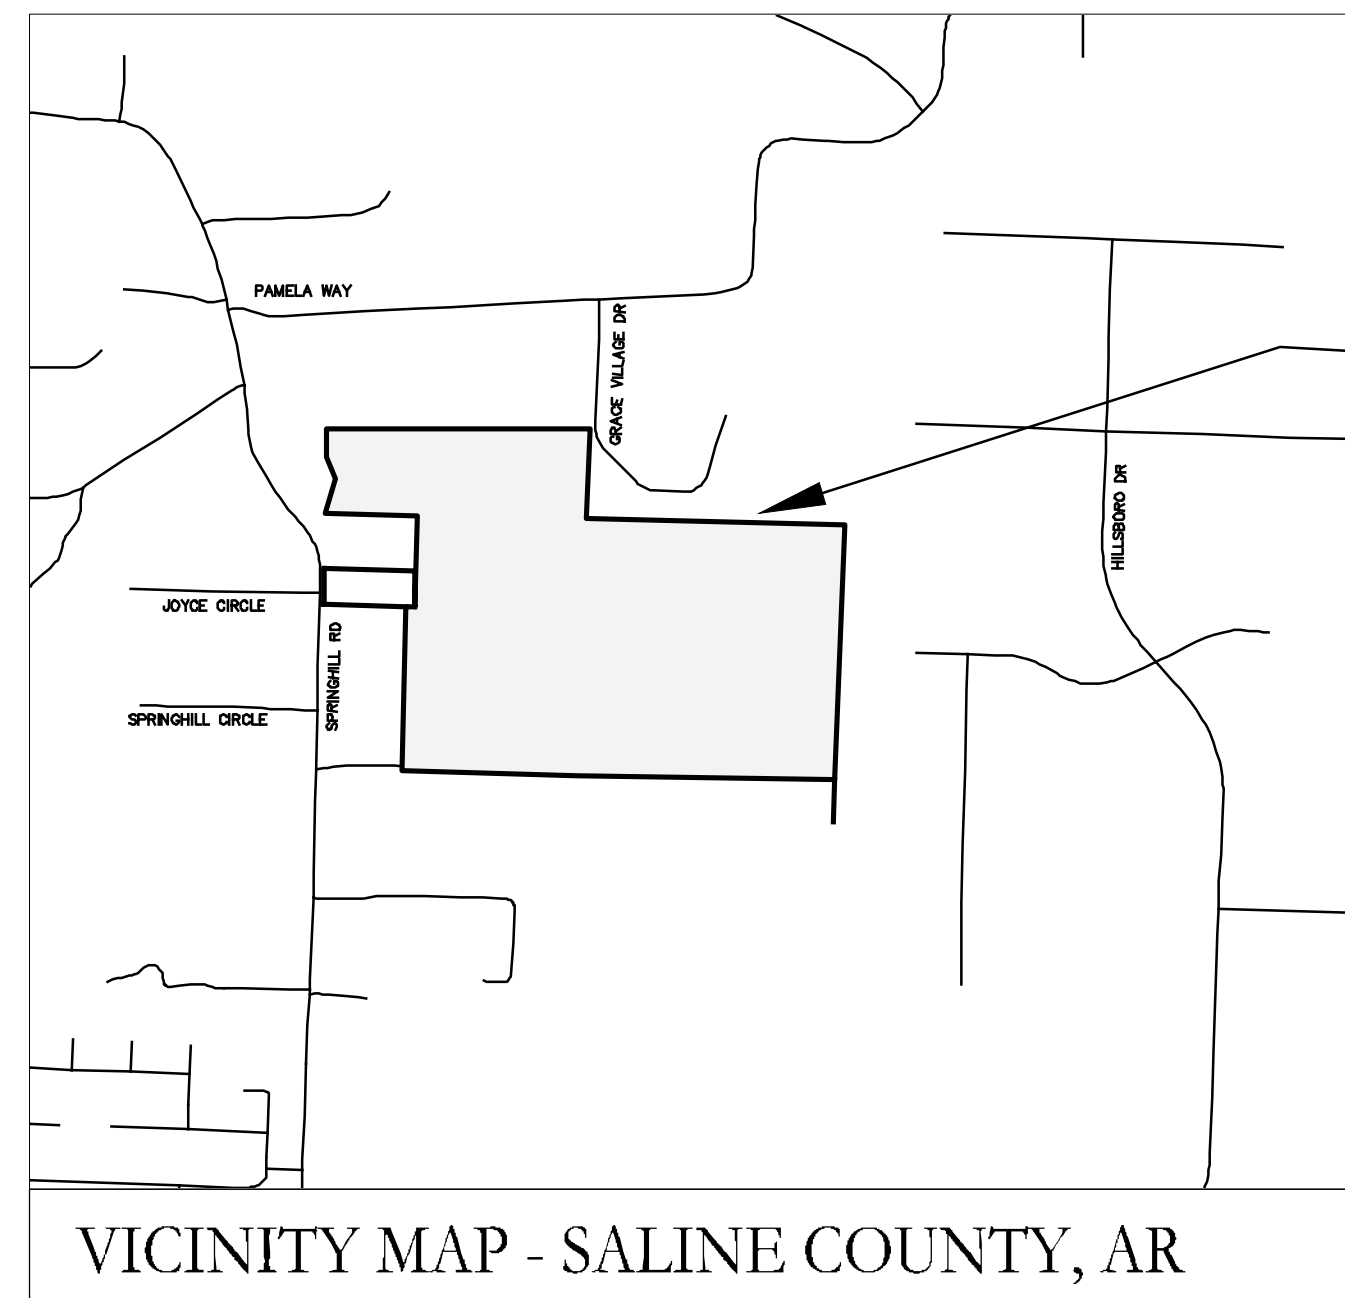 PAMELA WAY
GRACE VILLAGE DR
HILLSBORO DR
JOYCE CIRCLE
SPRINGHILL RD
SPRINGHILL CIRCLE
VICINITY MAP - SALINE COUNTY, AR